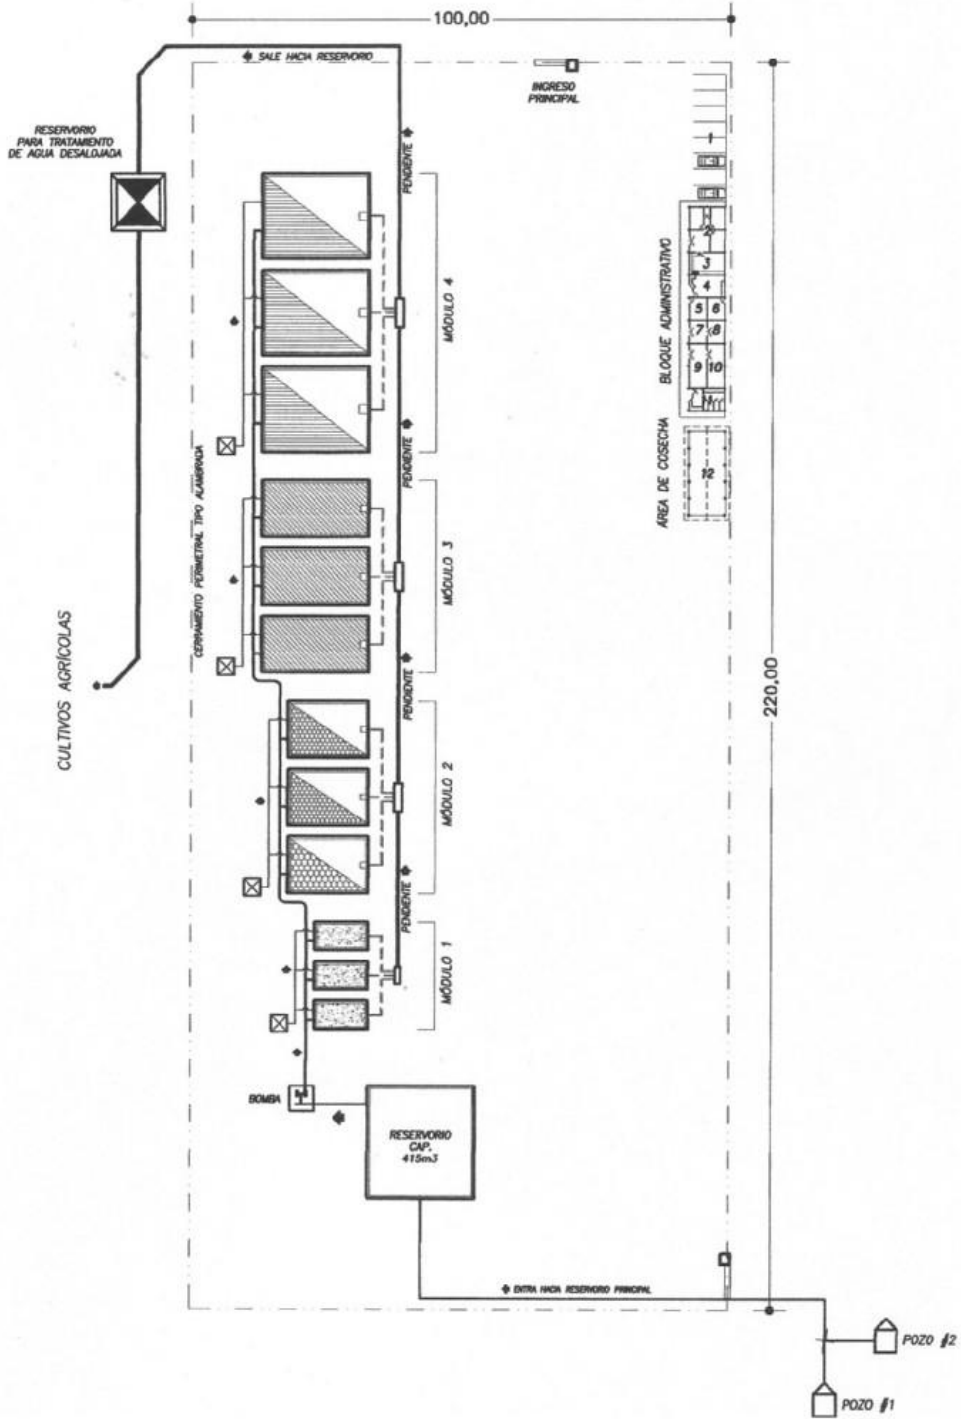 100,00
SALE HACIA RESERVORIO
INGRESO
PRINCIPAL
RESERVORIO
PARA TRATAMIENTO
DE AGUA DESALOJADA
PENDIENTE
1
2
3
4
5 6
7 8
9 10
11
BLOQUE ADMINISTRATIVO
MÓDULO 4
12
ÁREA DE COSECHA
CERRAMIENTO PERIMETRAL TIPO ALAMBRADA
PENDIENTE
MÓDULO 3
220,00
CULTIVOS AGRÍCOLAS
PENDIENTE
MÓDULO 2
PENDIENTE
MÓDULO 1
BOMBA
RESERVORIO
CAP.
415m3
ENTRA HACIA RESERVORIO PRINCIPAL
POZO #2
POZO #1